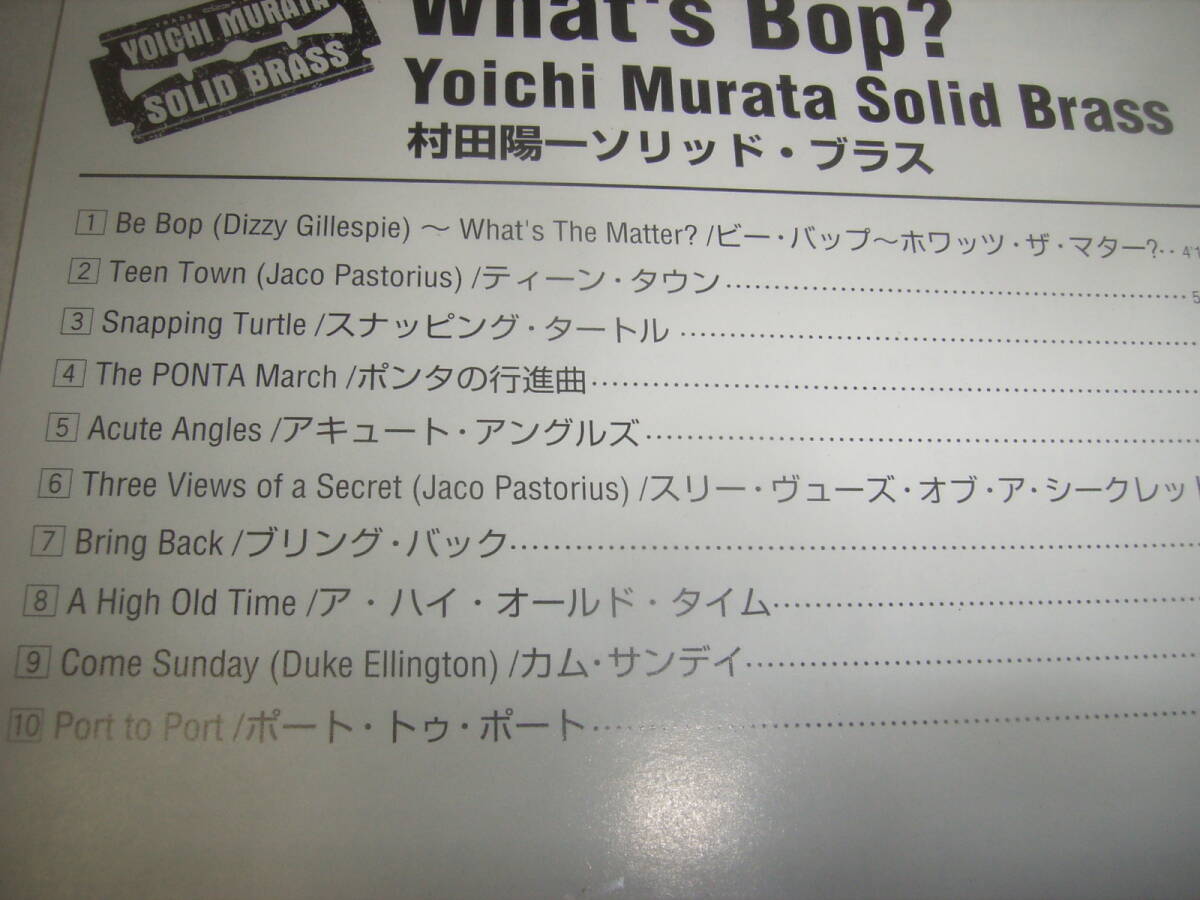 YOICHI MURATA
SOLID BRASS
What's Bop?
Yoichi Murata Solid Brass
村田陽一ソリッド・ブラス
1 Be Bop (Dizzy Gillespie) ～ What's The Matter? /ビー・バップ～ホワッツ・ザ・マター?‥ 4'1
2 Teen Town (Jaco Pastorius) /ティーン・タウン 5
3 Snapping Turtle /スナッピング・タートル
4 The PONTA March /ポンタの行進曲
5 Acute Angles /アキュート・アングルズ
6 Three Views of a Secret (Jaco Pastorius) /スリー・ヴューズ・オブ・ア・シークレッ
7 Bring Back /ブリング・バック
8 A High Old Time /ア・ハイ・オールド・タイム
9 Come Sunday (Duke Ellington) /カム・サンデイ
10 Port to Port /ポート・トゥ・ポート